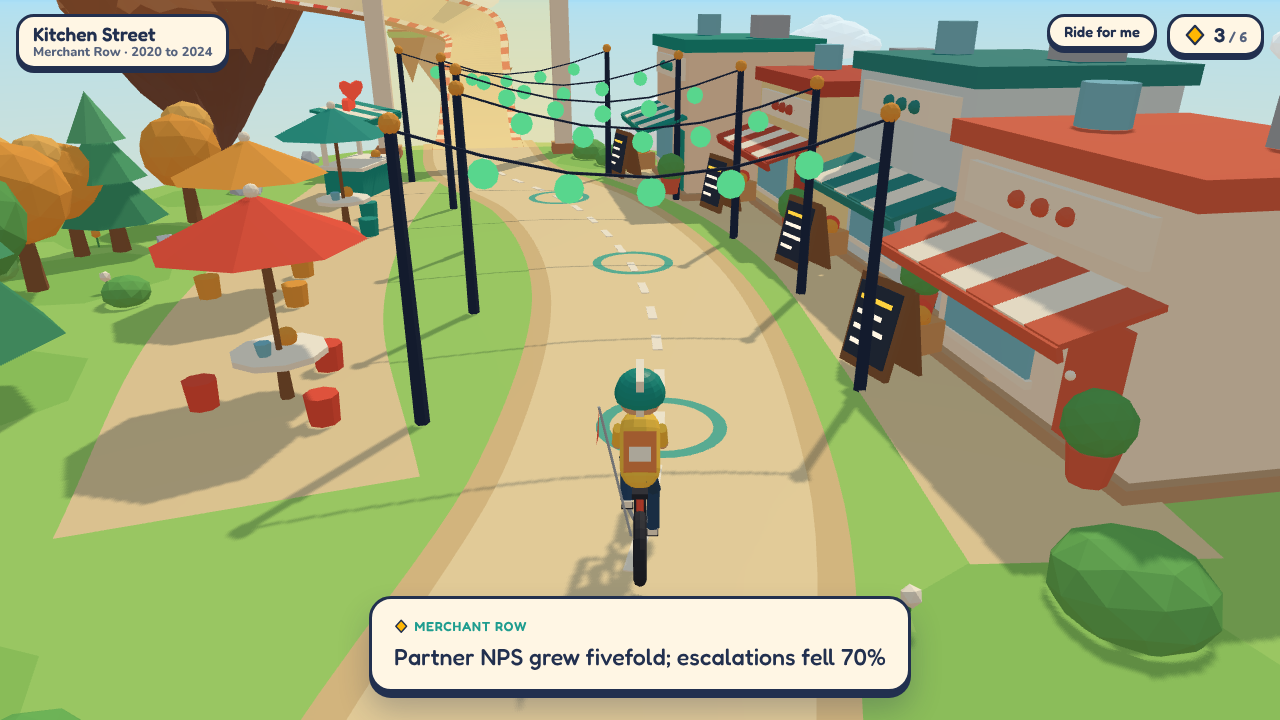 Kitchen Street
Merchant Row · 2020 to 2024
Ride for me
3 / 6
MERCHANT ROW
Partner NPS grew fivefold; escalations fell 70%